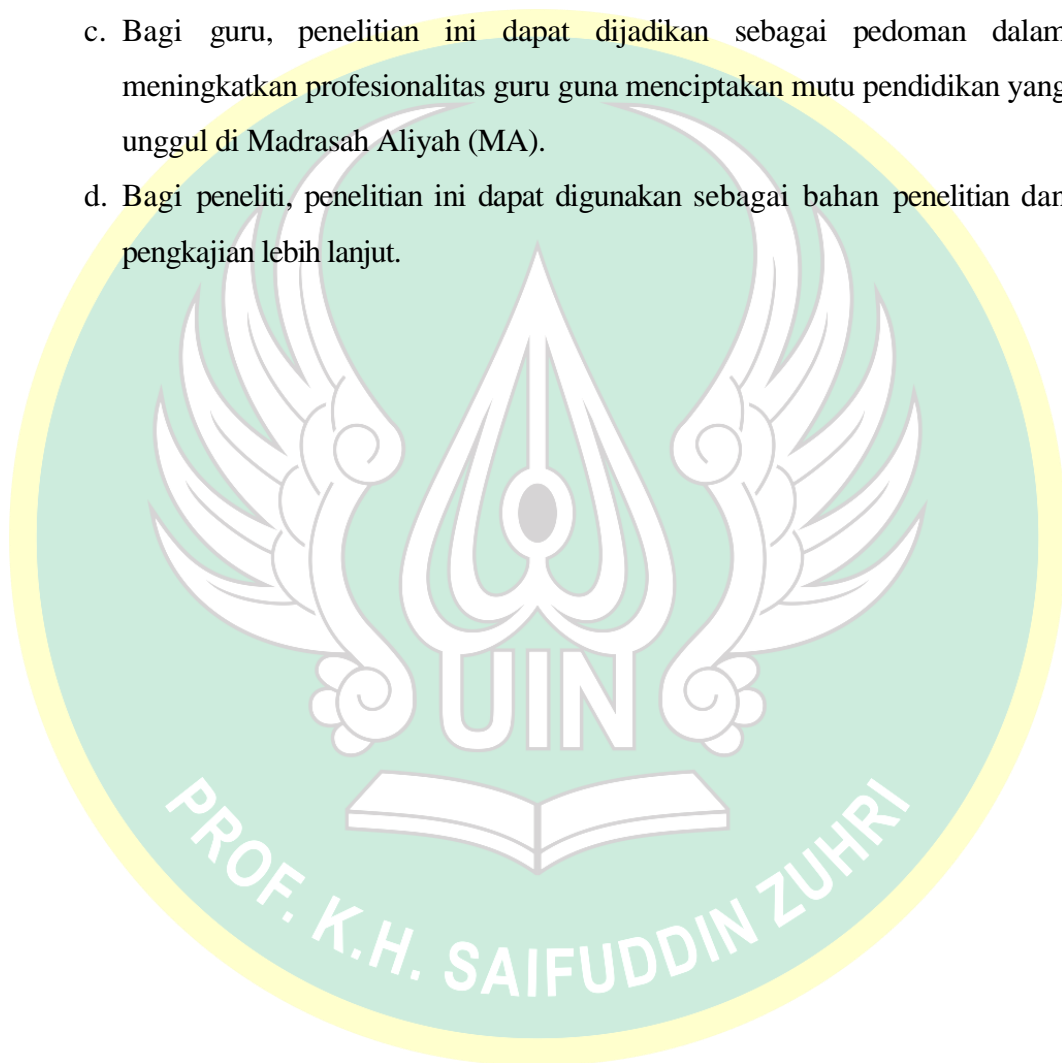 c. Bagi guru, penelitian ini dapat dijadikan sebagai pedoman dalam
meningkatkan profesionalitas guru guna menciptakan mutu pendidikan yang
unggul di Madrasah Aliyah (MA).
d. Bagi peneliti, penelitian ini dapat digunakan sebagai bahan penelitian dan
pengkajian lebih lanjut.
UIN
PROF. K.H. SAIFUDDIN ZUHRI